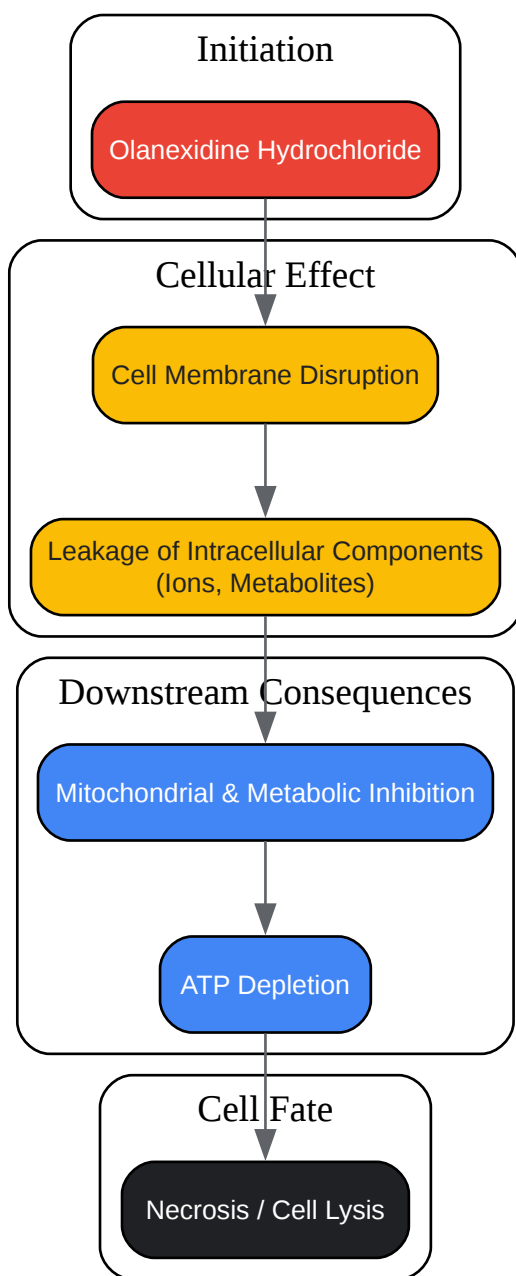 Initiation
Olanexidine Hydrochloride
Cellular Effect
Cell Membrane Disruption
Leakage of Intracellular Components
(Ions, Metabolites)
Downstream Consequences
Mitochondrial & Metabolic Inhibition
ATP Depletion
Cell Fate
Necrosis / Cell Lysis